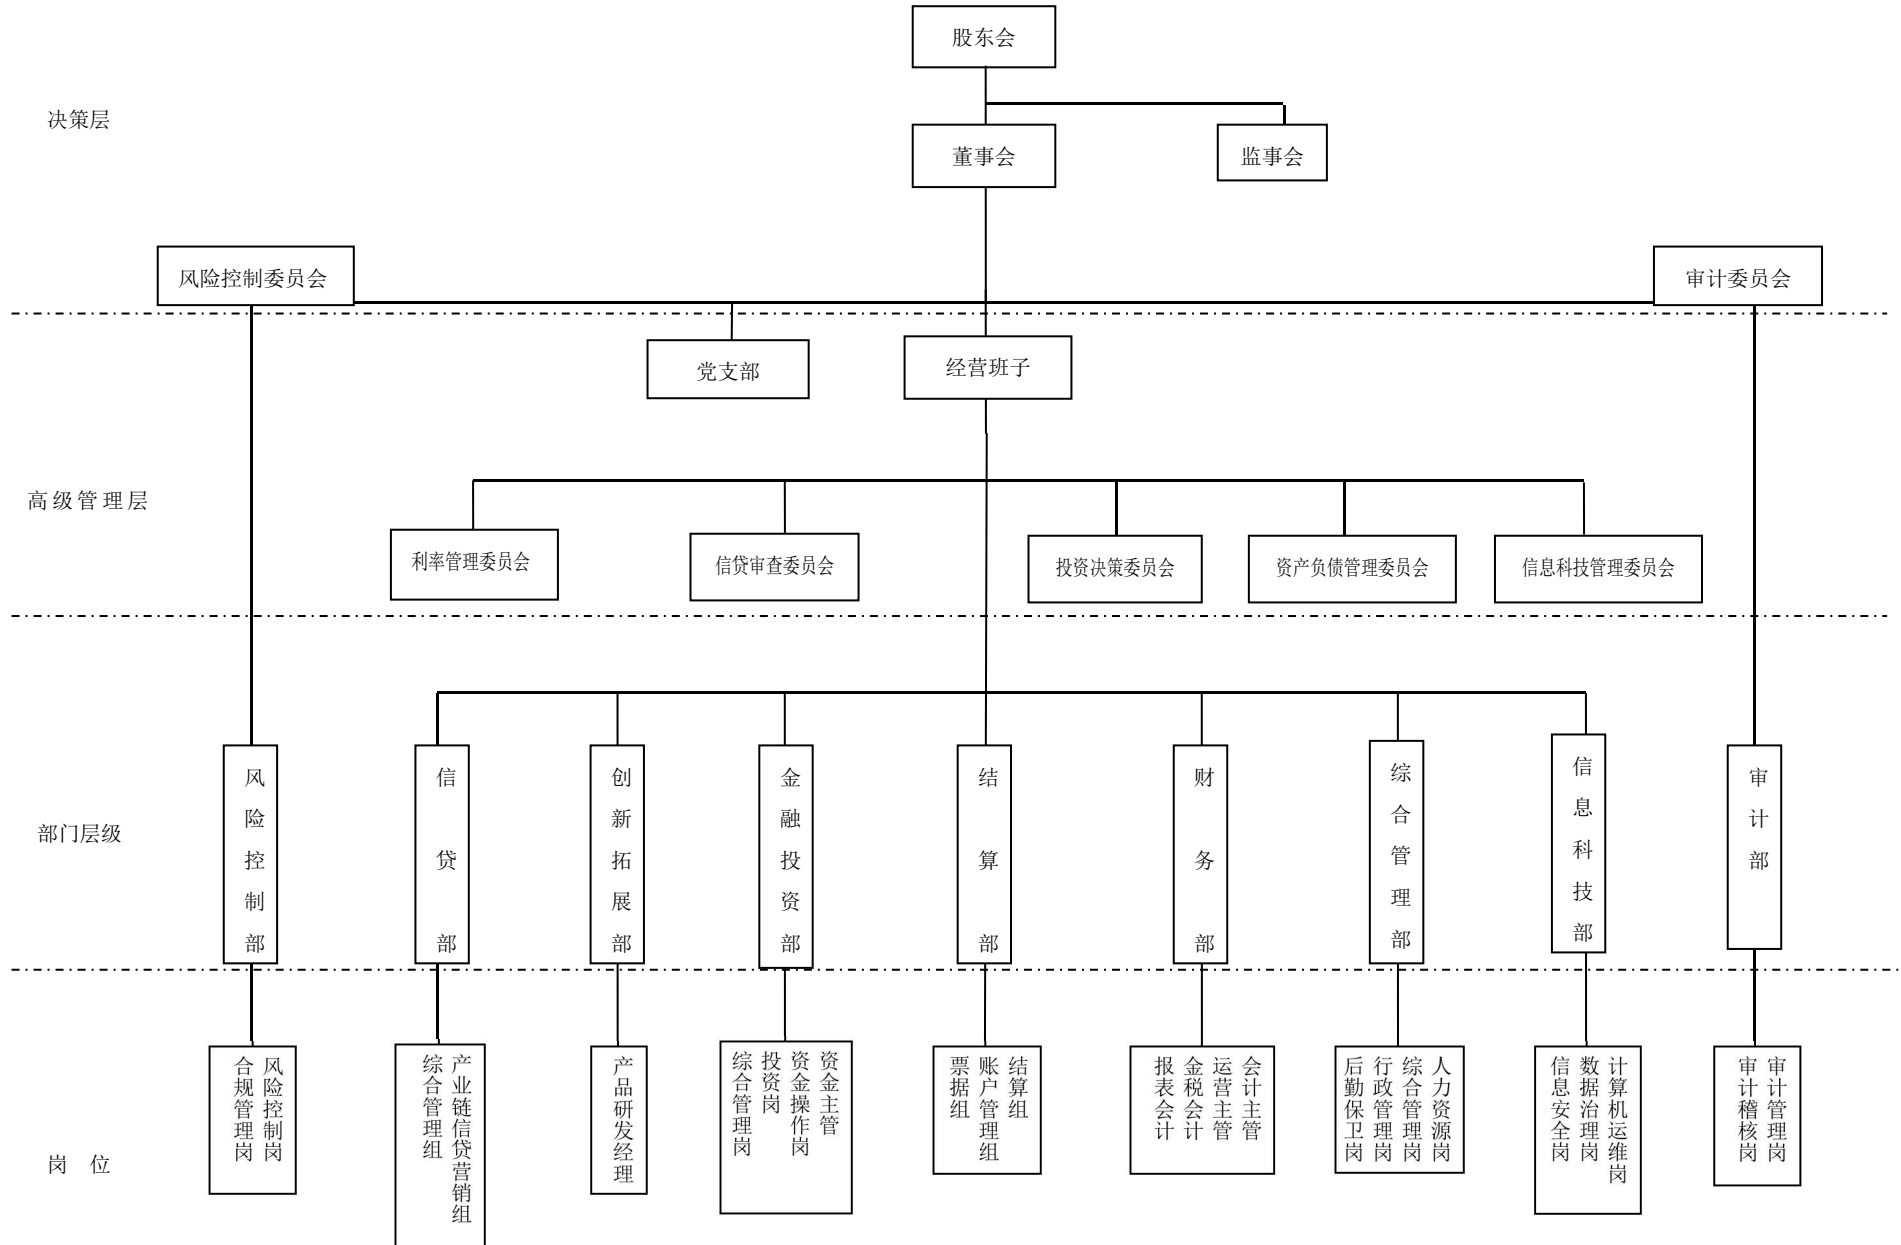 股东会
决策层
董事会
监事会
风险控制委员会
审计委员会
党支部
经营班子
高级管理层
利率管理委员会
信贷审查委员会
投资决策委员会
资产负债管理委员会
信息科技管理委员会
部门层级
风险控制部
信贷部
创新拓展部
金融投资部
结算部
财务部
综合管理部
信息科技部
审计部
岗 位
风险控制岗
合规管理岗
产业链信贷营销组
综合管理组
产品研发经理
资金主管
资金操作岗
投资岗
综合管理岗
结算组
账户管理组
票据组
会计主管
运营主管
金税会计
报表会计
人力资源岗
综合管理岗
行政管理岗
后勤保卫岗
计算机运维岗
数据治理岗
信息安全岗
审计管理岗
审计稽核岗